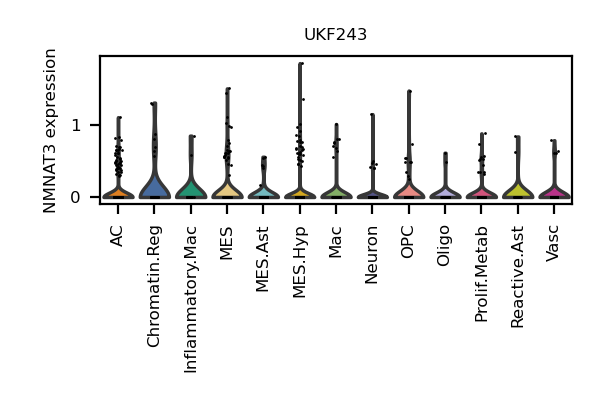 UKF243
NMNAT3 expression
1
0
AC
Chromatin.Reg
Inflammatory.Mac
MES
MES.Ast
MES.Hyp
Mac
Neuron
OPC
Oligo
Prolif.Metab
Reactive.Ast
Vasc